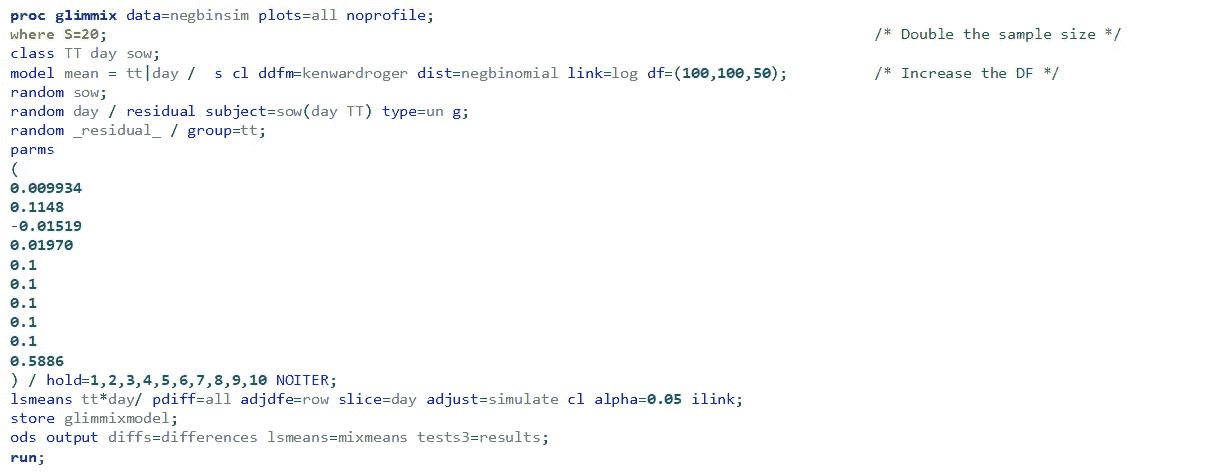 proc glimmix data=negbinsim plots=all noprofile;
where S=20; /* Double the sample size */
class TT day sow;
model mean = tt|day / s cl ddfm=kenwardroger dist=negbinomial link=log df=(100,100,50); /* Increase the DF */
random sow;
random day / residual subject=sow(day TT) type=un g;
random _residual_ / group=tt;
parms
(
0.009934
0.1148
-0.01519
0.01970
0.1
0.1
0.1
0.1
0.1
0.5886
) / hold=1,2,3,4,5,6,7,8,9,10 NOITER;
lsmeans tt*day/ pdiff=all adjdfe=row slice=day adjust=simulate cl alpha=0.05 ilink;
store glimmixmodel;
ods output diffs=differences lsmeans=mixmeans tests3=results;
run;